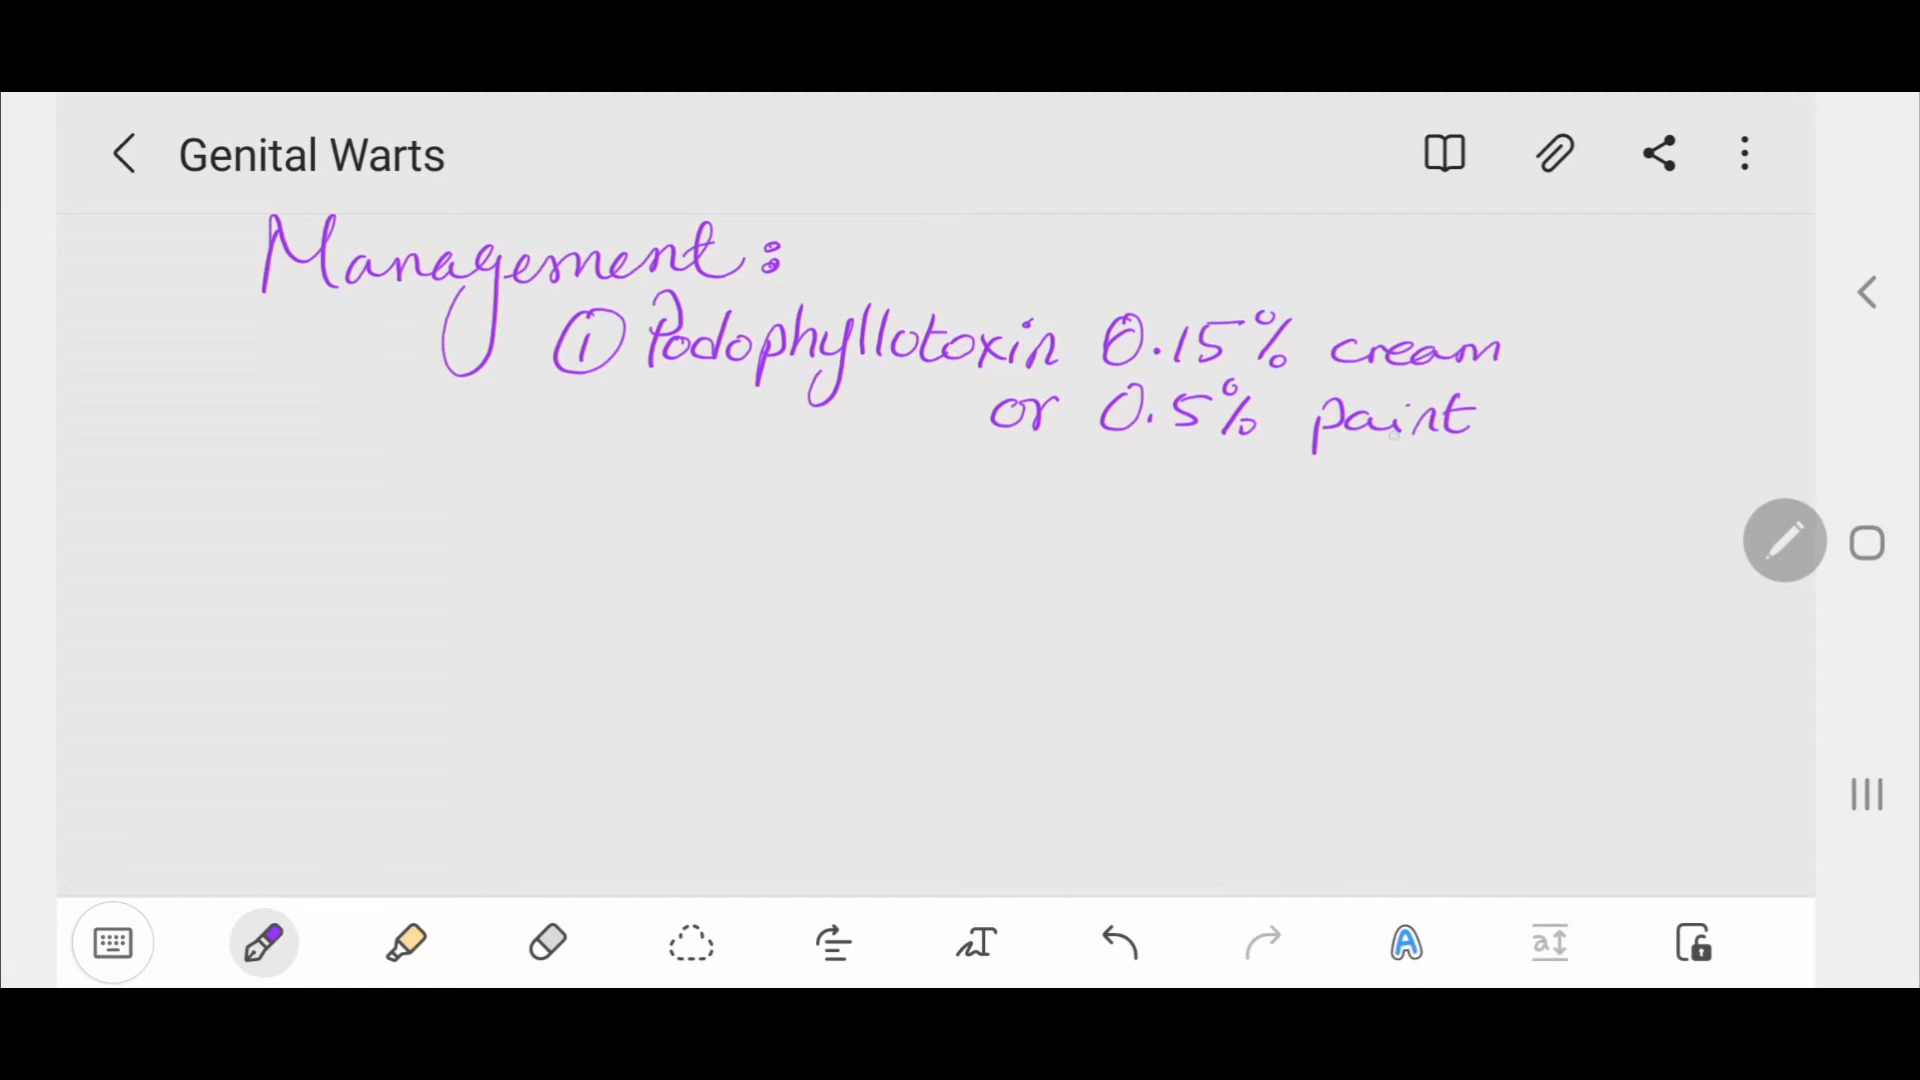 Genital Warts
Management:
① Podophyllotoxin 0.15% cream
or 0.5% paint